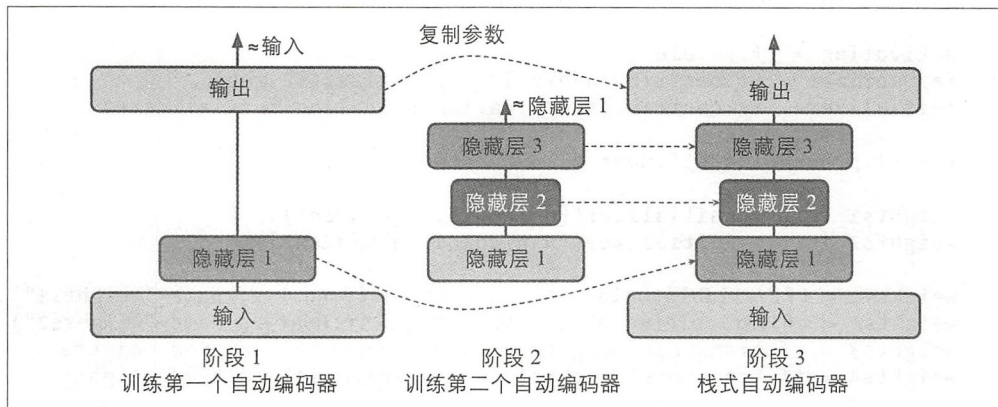 ≈输入
复制参数
输出
输出
≈隐藏层 1
隐藏层 3
隐藏层 3
隐藏层 2
隐藏层 2
隐藏层 1
隐藏层 1
隐藏层 1
输入
输入
阶段 1
训练第一个自动编码器
阶段 2
训练第二个自动编码器
阶段 3
栈式自动编码器